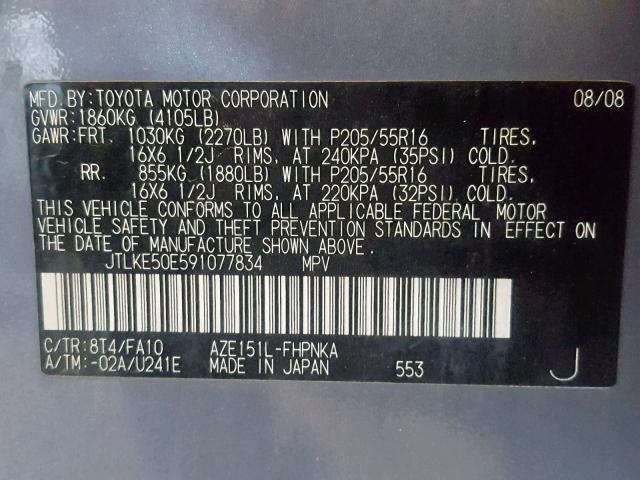 MFD.BY:TOYOTA MOTOR CORPORATION 08/08
GVWR:1860KG (4105LB)
GAWR:FRT. 1030KG (2270LB) WITH P205/55R16 TIRES,
16X6 1/2J RIMS, AT 240KPA (35PSI) COLD.
RR. 855KG (1880LB) WITH P205/55R16 TIRES,
16X6 1/2J RIMS, AT 220KPA (32PSI) COLD.
THIS VEHICLE CONFORMS TO ALL APPLICABLE FEDERAL MOTOR
VEHICLE SAFETY AND THEFT PREVENTION STANDARDS IN EFFECT ON
THE DATE OF MANUFACTURE SHOWN ABOVE.
JTLKE50E591077834 MPV
C/TR:8T4/FA10 AZE151L-FHPNKA
A/TM:-02A/U241E MADE IN JAPAN 553 J